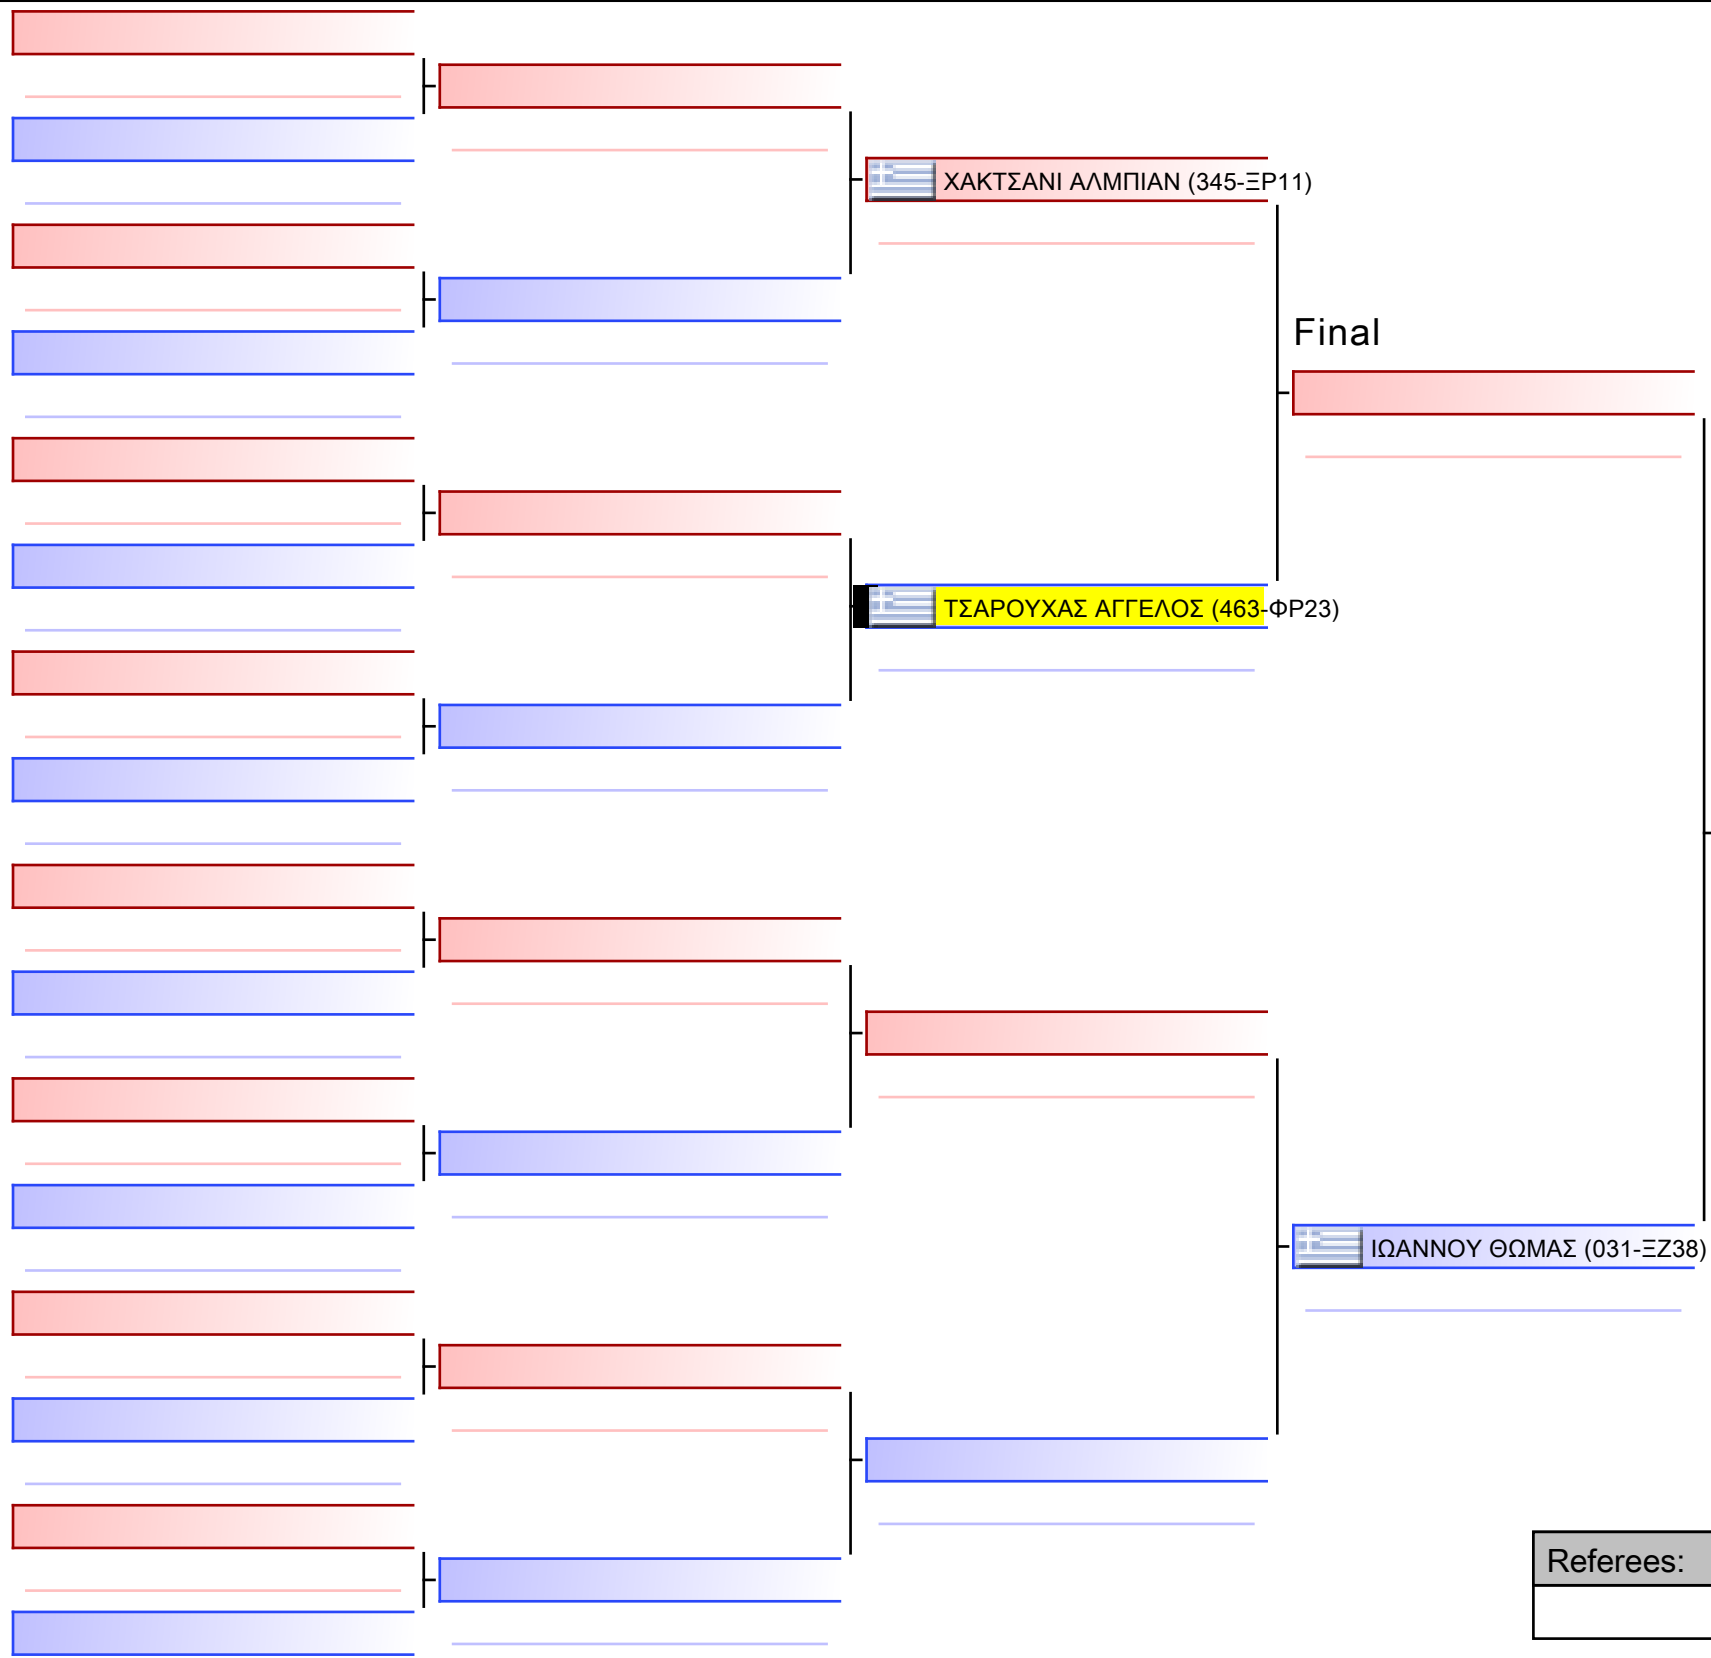 ΧΑΚΤΣΑΝΙ ΑΛΜΠΙΑΝ (345-ΞΡ11)
Final
ΤΣΑΡΟΥΧΑΣ ΑΓΓΕΛΟΣ (463-ΦΡ23)
ΙΩΑΝΝΟΥ ΘΩΜΑΣ (031-ΞΖ38)
Referees: